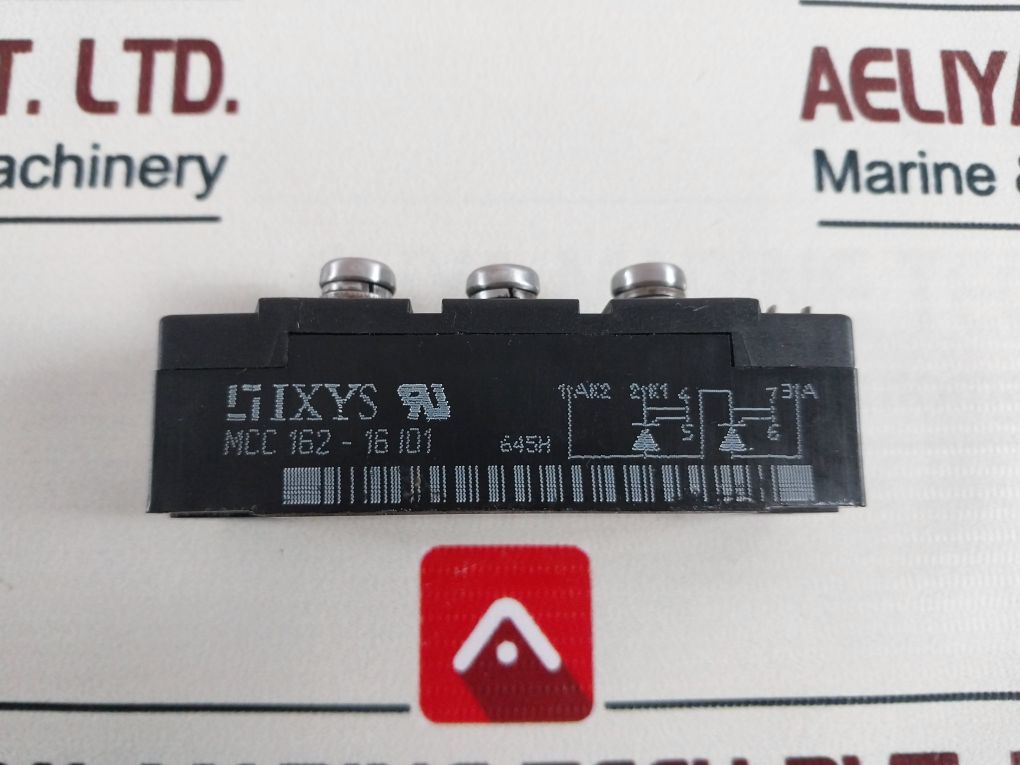 T. LTD.
achinery
AELIYA
Marine &
IXYS
MCC 162-16 IO1
645H
1 AK2 2 K1 4 5 7 6 3 A